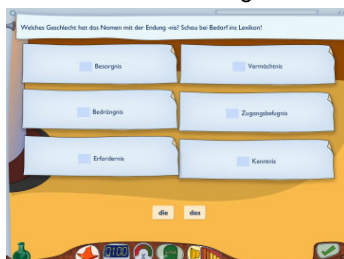 Welches Geschlecht hat das Nomen mit der Endung -nis? Schau bei Bedarf ins Lexikon!
Besorgnis
Vermächtnis
Bedrängnis
Zugangsbefugnis
Erfordernis
Kenntnis
die das